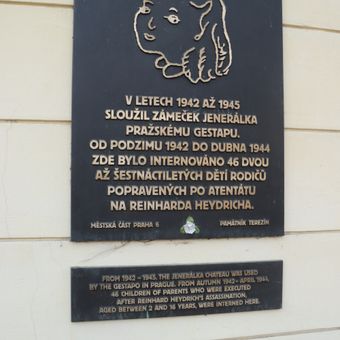 V LETECH 1942 AŽ 1945
SLOUŽIL ZÁMEČEK JENERÁLKA
PRAŽSKÉMU GESTAPU.
OD PODZIMU 1942 DO DUBNA 1944
ZDE BYLO INTERNOVÁNO 46 DVOU
AŽ ŠESTNÁCTILETÝCH DĚTÍ RODIČŮ
POPRAVENÝCH PO ATENTÁTU
NA REINHARDA HEYDRICHA.
MĚSTSKÁ ČÁST PRAHA 6 PAMÁTNÍK TEREZÍN
FROM 1942 - 1945, THE JENERÁLKA CHATEAU WAS USED
BY THE GESTAPO IN PRAGUE. FROM AUTUMN 1942 - APRIL 1944,
46 CHILDREN OF PARENTS WHO WERE EXECUTED
AFTER REINHARD HEYDRICH'S ASSASSINATION,
AGED BETWEEN 2 AND 16 YEARS, WERE INTERNED HERE.